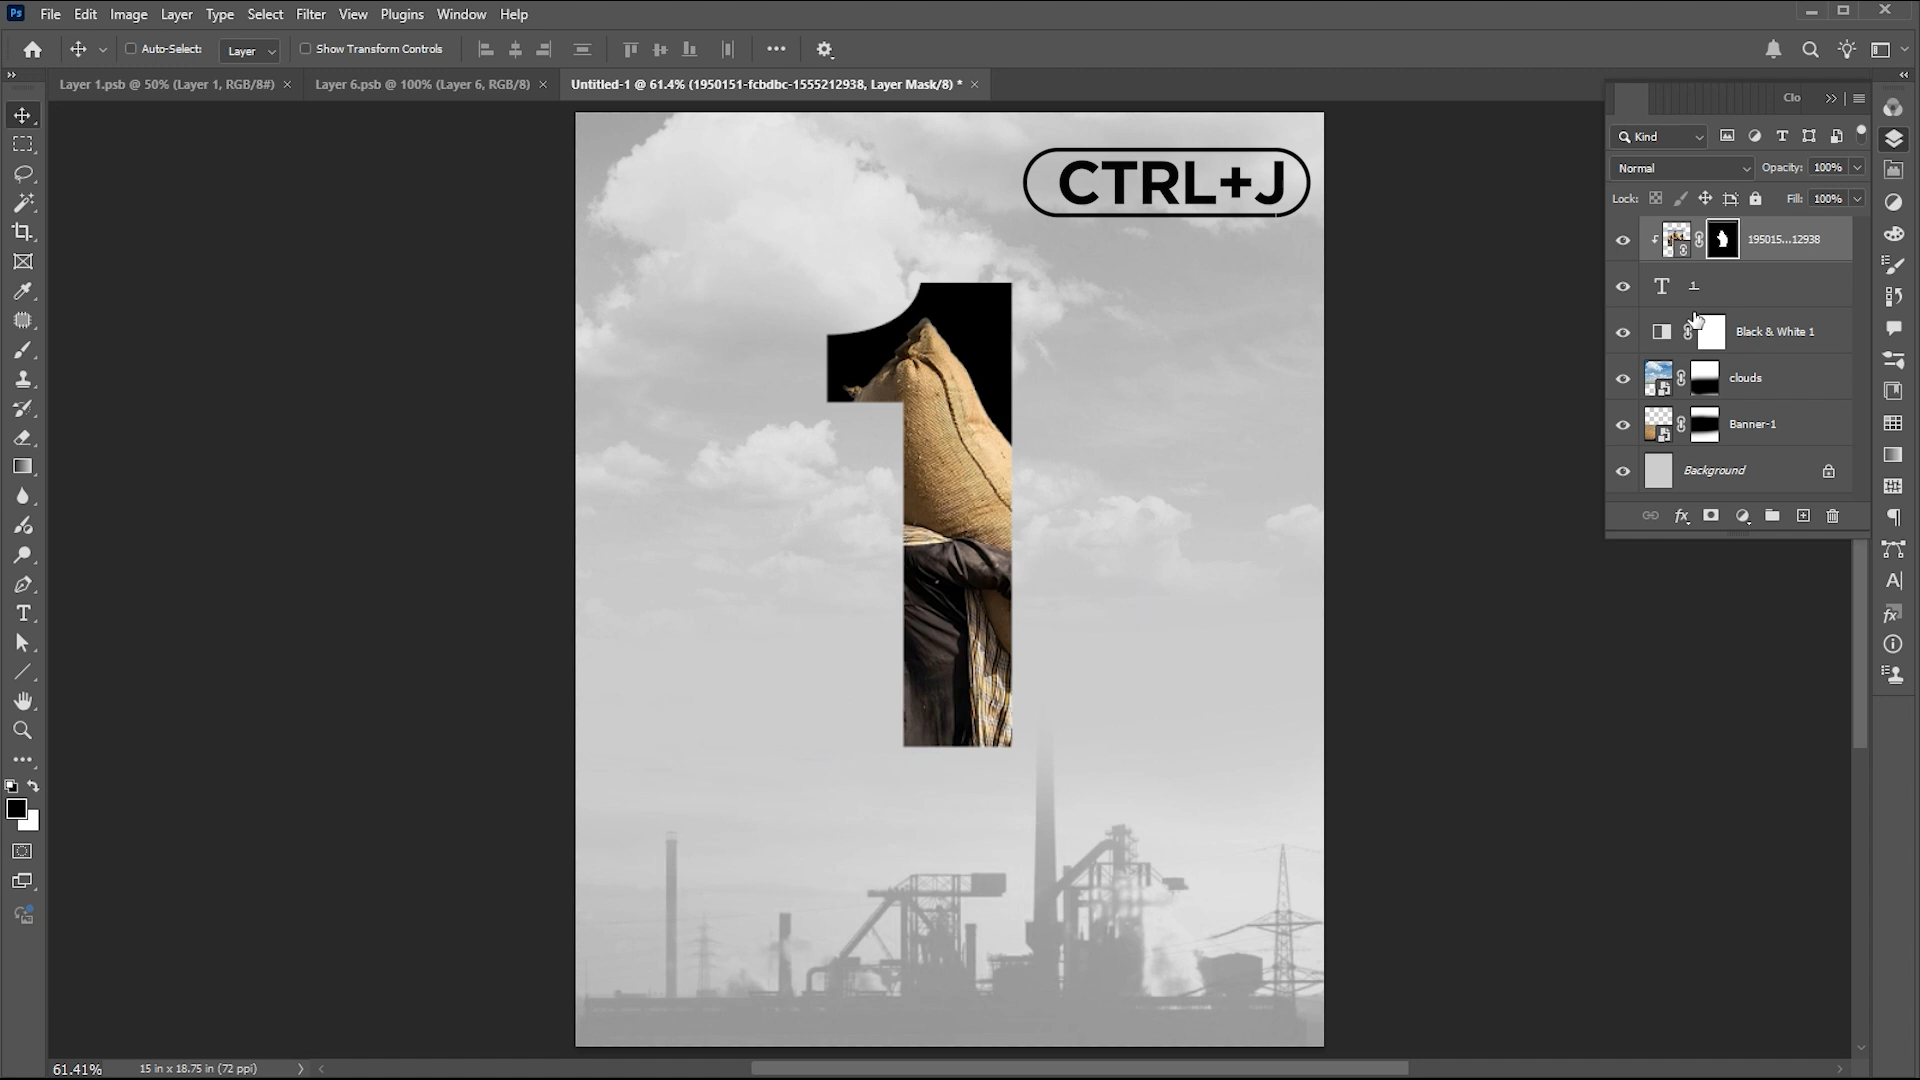 Ps File Edit Image Layer Type Select Filter View Plugins Window Help
Auto-Select: Layer Show Transform Controls
Layer 1.psb @ 50% (Layer 1, RGB/8#) Layer 6.psb @ 100% (Layer 6, RGB/8) Untitled-1 @ 61.4% (1950151-fcbdbc-1555212938, Layer Mask/8) *
Clo
Kind
Normal Opacity: 100%
Lock: Fill: 100%
195015...12938
1
Black & White 1
clouds
Banner-1
Background
CTRL+J
1
61.41% 15 in x 18.75 in (72 ppi)